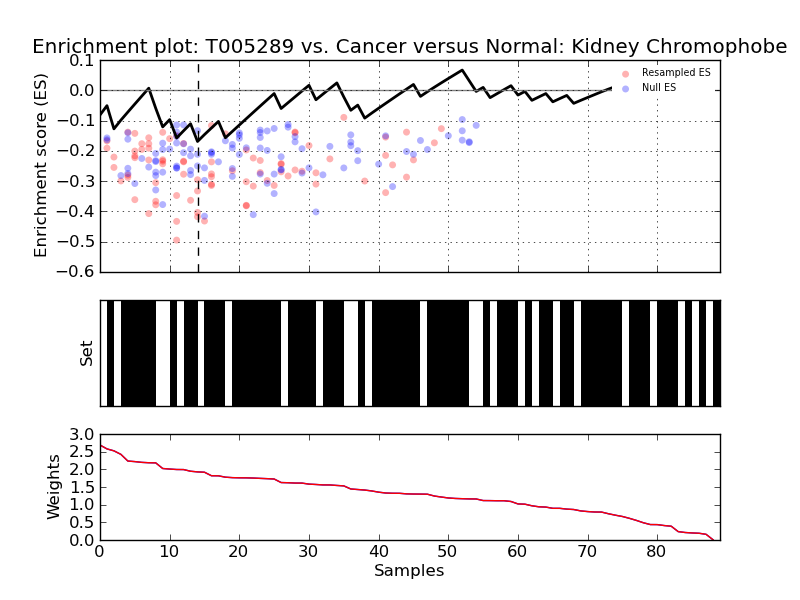 Enrichment plot: T005289 vs. Cancer versus Normal: Kidney Chromophobe
0.1
0.0
−0.1
−0.2
−0.3
−0.4
−0.5
−0.6
Enrichment score (ES)
Resampled ES
Null ES
Set
3.0
2.5
2.0
1.5
1.0
0.5
0.0
Weights
0 10 20 30 40 50 60 70 80
Samples